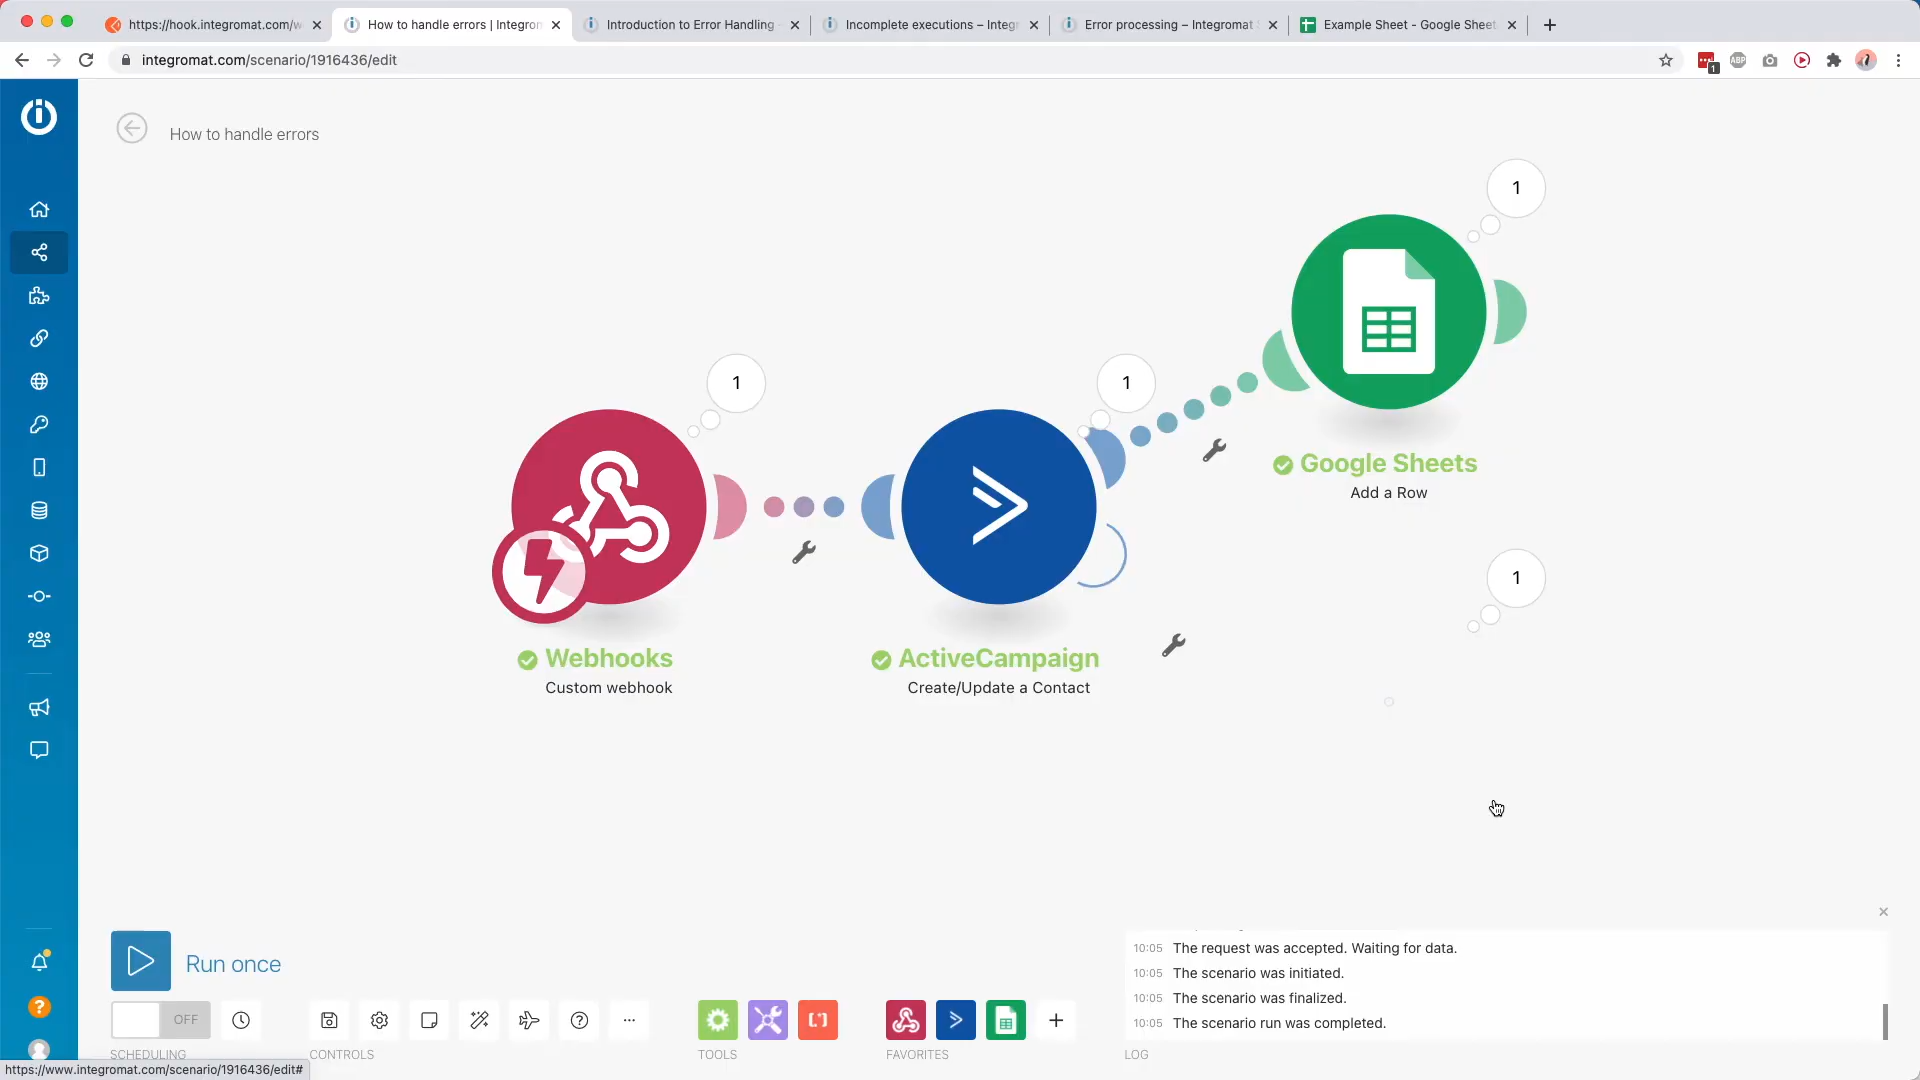 https://hook.integromat.com/w
How to handle errors | Integrom
Introduction to Error Handling
Incomplete executions – Integr
Error processing – Integromat
Example Sheet - Google Sheet
integromat.com/scenario/1916436/edit
1
ABP
How to handle errors
1
1
1
Google Sheets
Add a Row
1
Webhooks
Custom webhook
ActiveCampaign
Create/Update a Contact
Run once
OFF
SCHEDULING
CONTROLS
TOOLS
FAVORITES
10:05 The request was accepted. Waiting for data.
10:05 The scenario was initiated.
10:05 The scenario was finalized.
10:05 The scenario run was completed.
LOG
https://www.integromat.com/scenario/1916436/edit#